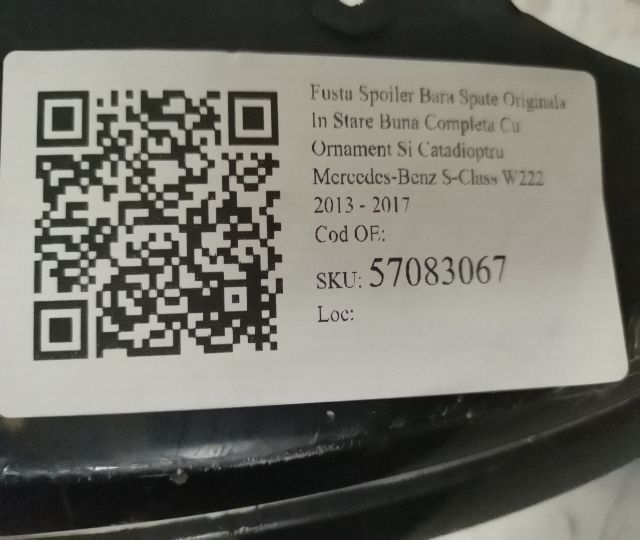 Fusta Spoiler Bara Spate Originala
In Stare Buna Completa Cu
Ornament Si Catadioptru
Mercedes-Benz S-Class W222
2013 - 2017
Cod OE:
SKU: 57083067
Loc: